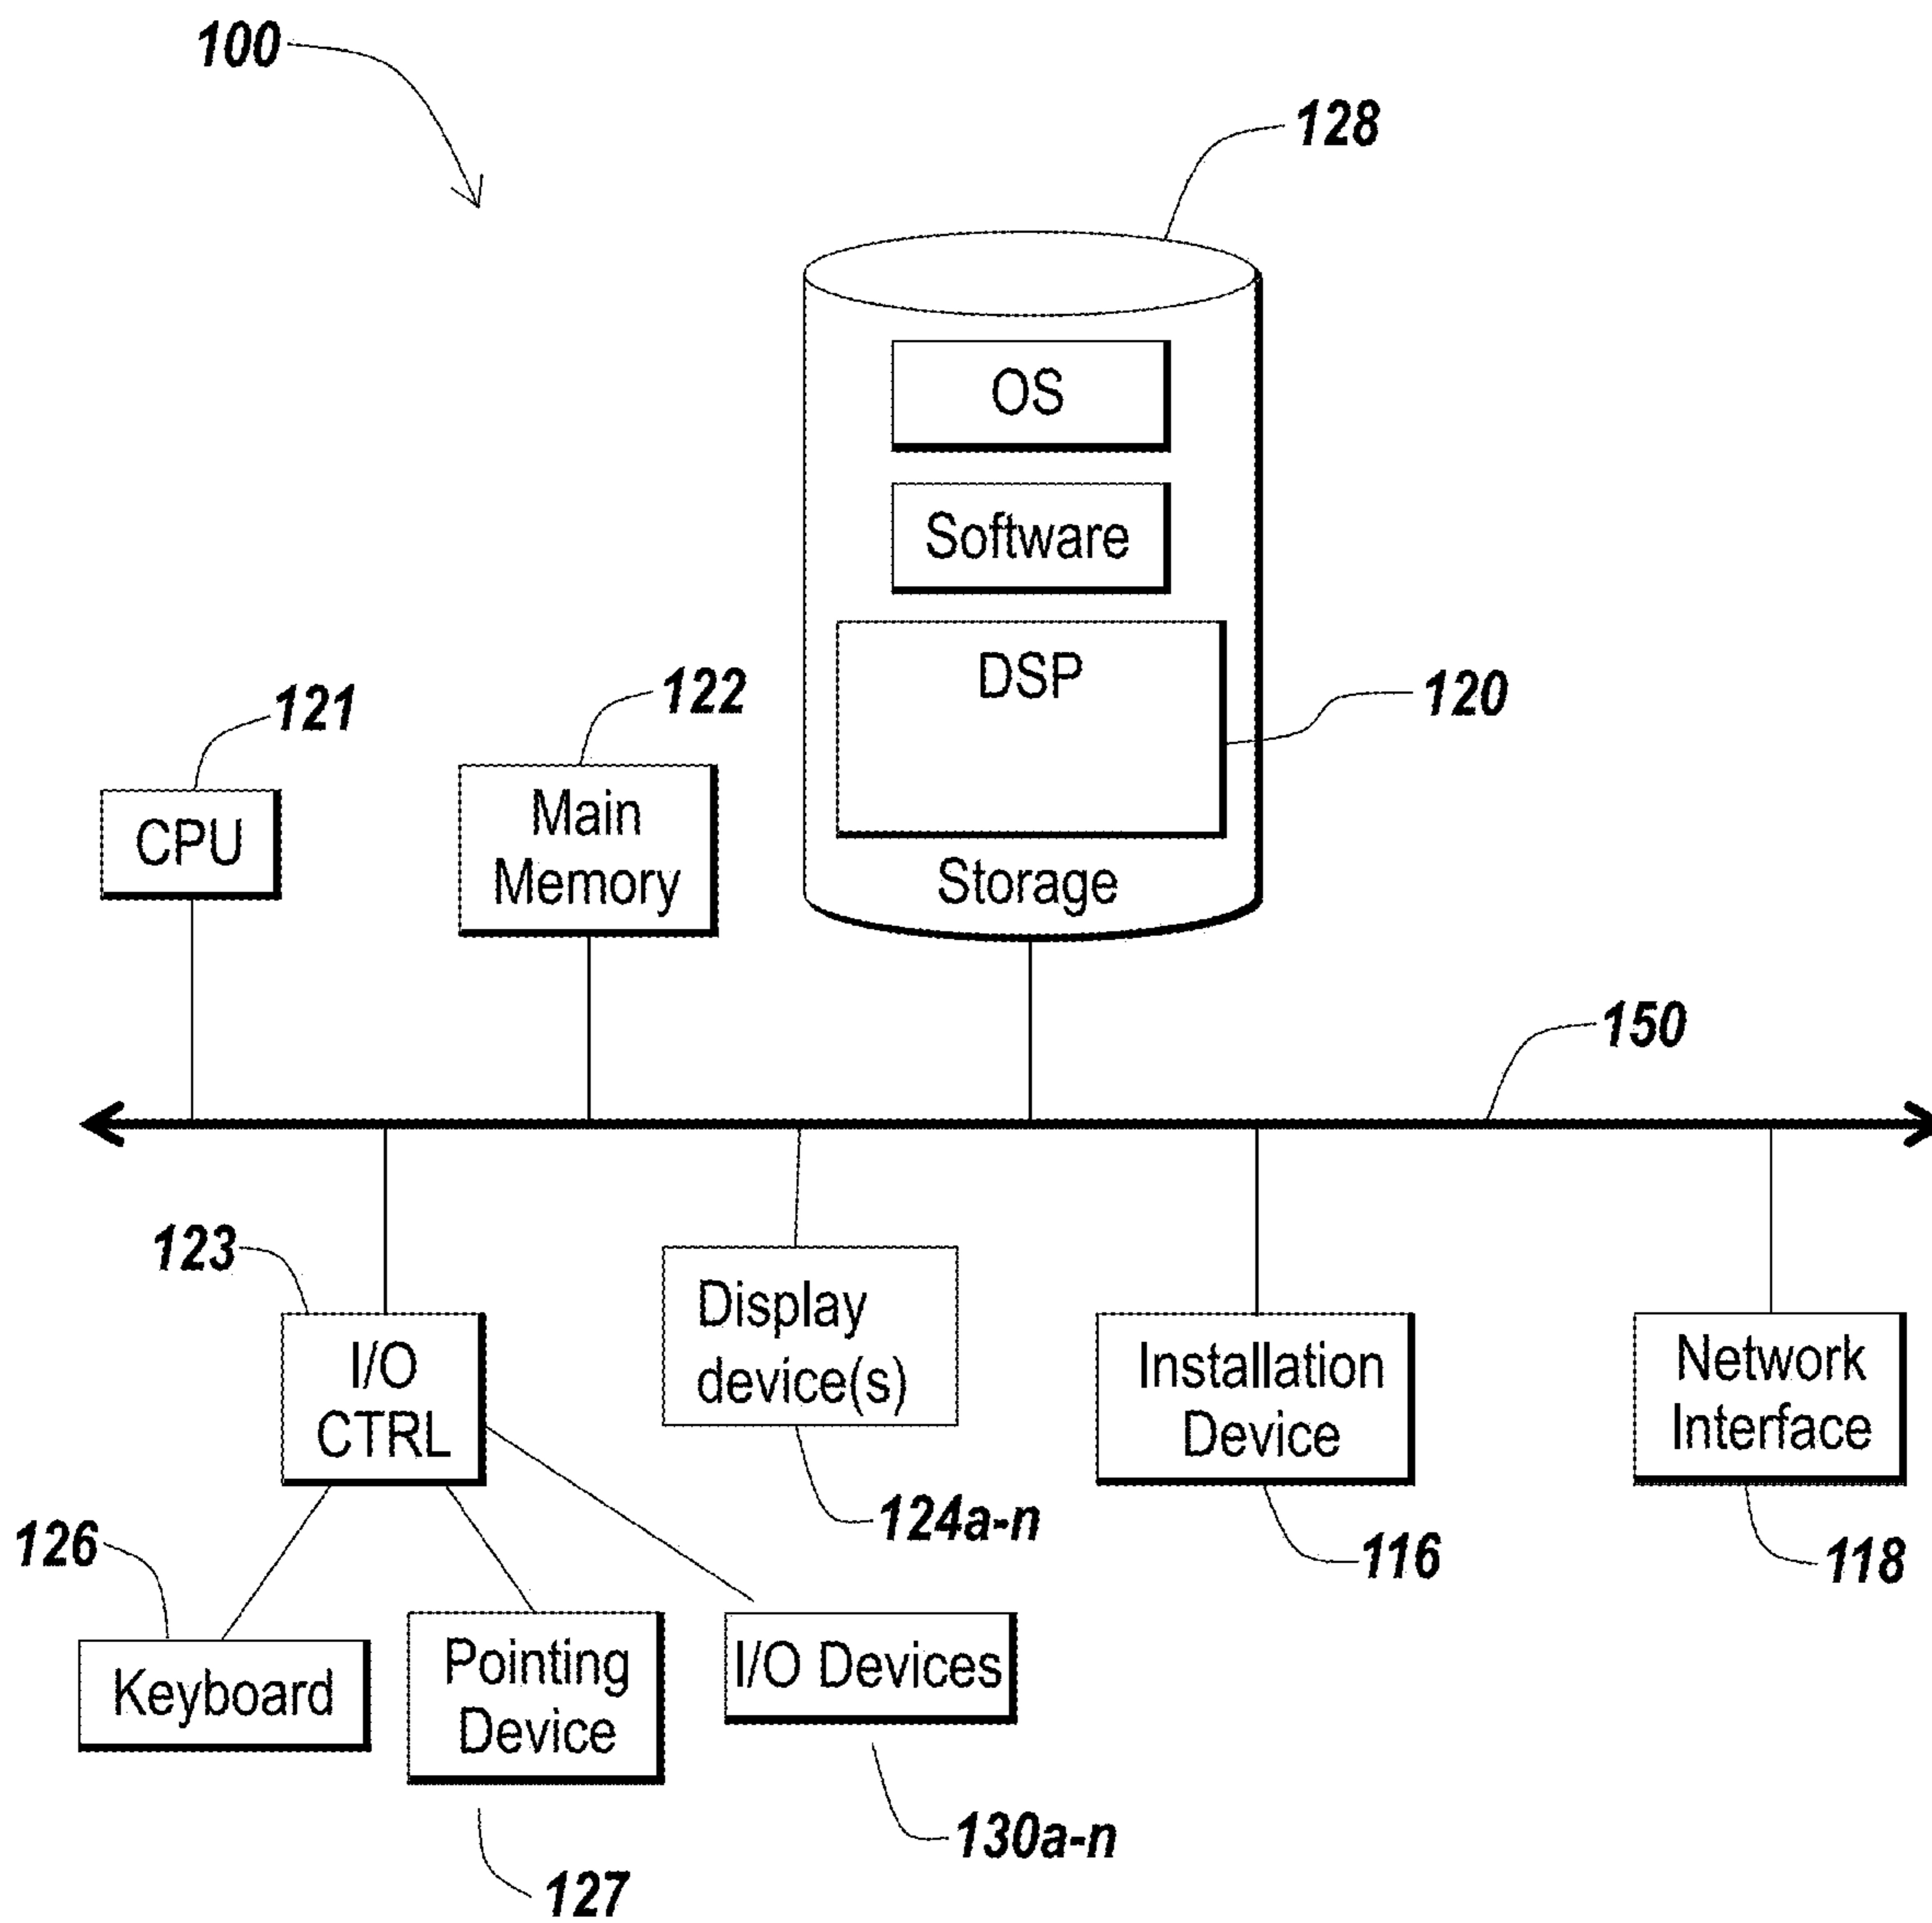 100
128
OS
Software
DSP
120
Storage
121
CPU
122
Main
Memory
150
123
I/O
CTRL
Display
device(s)
124a-n
Installation
Device
116
Network
Interface
118
126
Keyboard
Pointing
Device
127
I/O Devices
130a-n